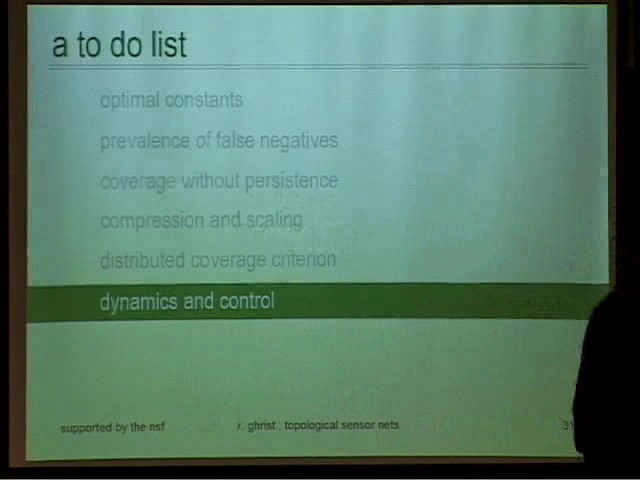 a to do list
optimal constants
prevalence of false negatives
coverage without persistence
compression and scaling
distributed coverage criterion
dynamics and control
supported by the nsf
r. ghrist , topological sensor nets